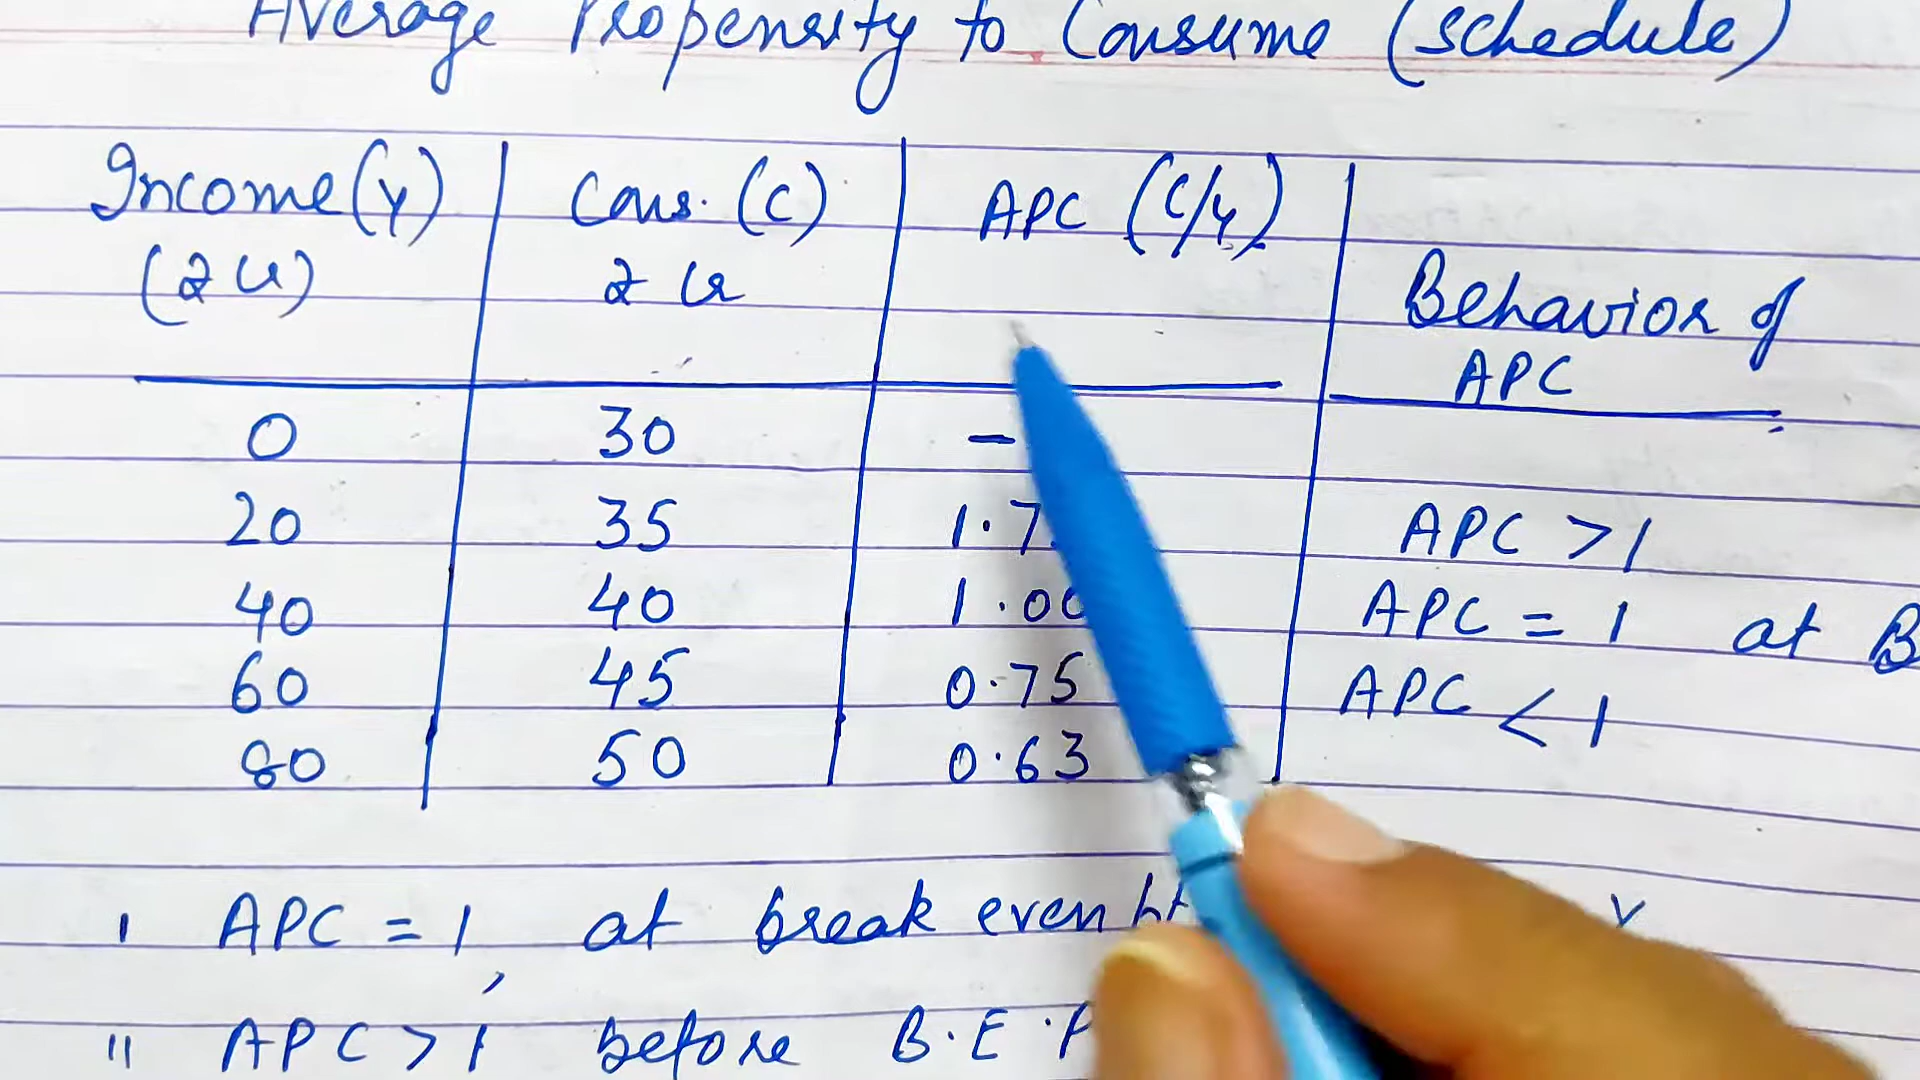 Average Propensity to Consume (schedule)
Income (Y) Cons. (C) APC (C/Y)
Behavior of
APC
0 30 -
20 35 APC > 1
40 40 1.00 APC = 1 at
60 45 0.75 APC < 1
80 50 0.63
I APC = 1, at break even
II APC > 1 before B.E.P